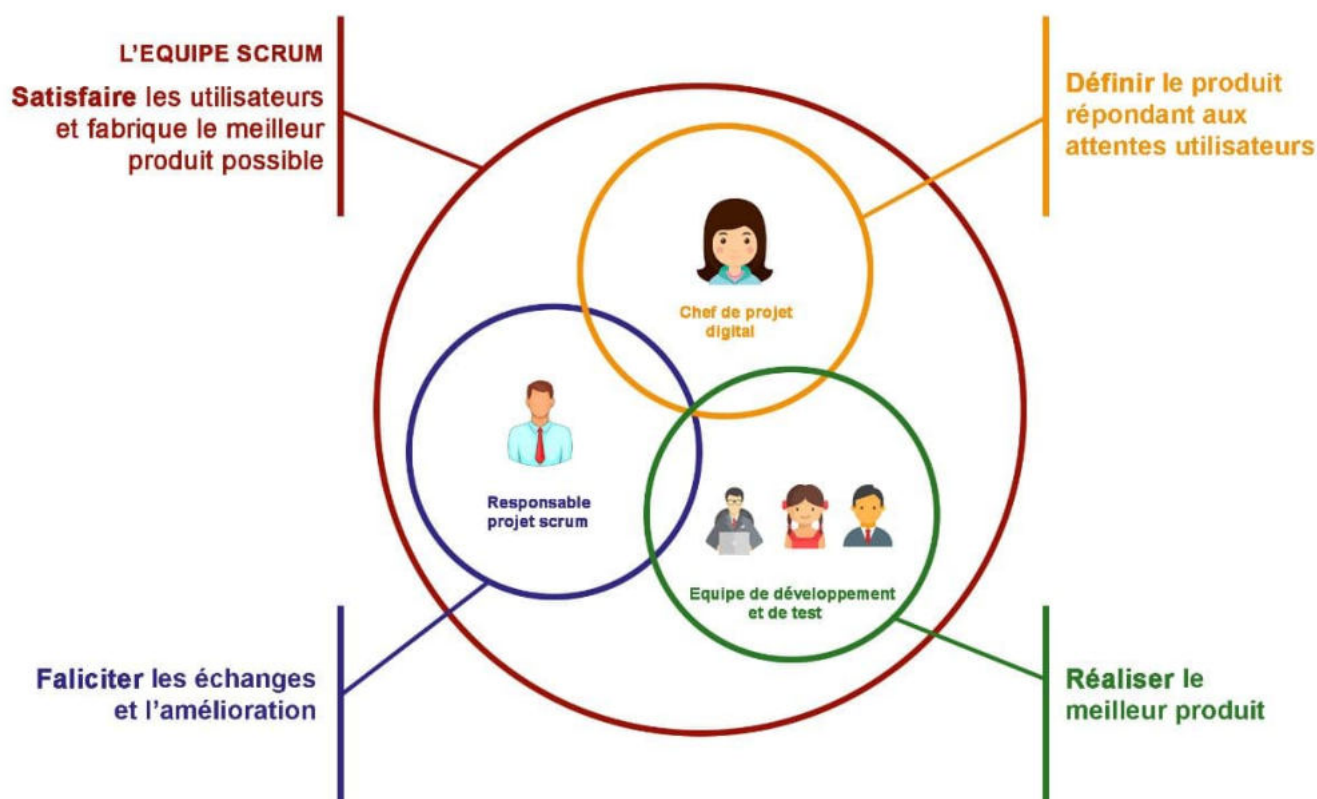 L'EQUIPE SCRUM
Satisfaire les utilisateurs
et fabrique le meilleur
produit possible
Définir le produit
répondant aux
attentes utilisateurs
Chef de projet
digital
Responsable
projet scrum
Equipe de développement
et de test
Faliciter les échanges
et l'amélioration
Réaliser le
meilleur produit